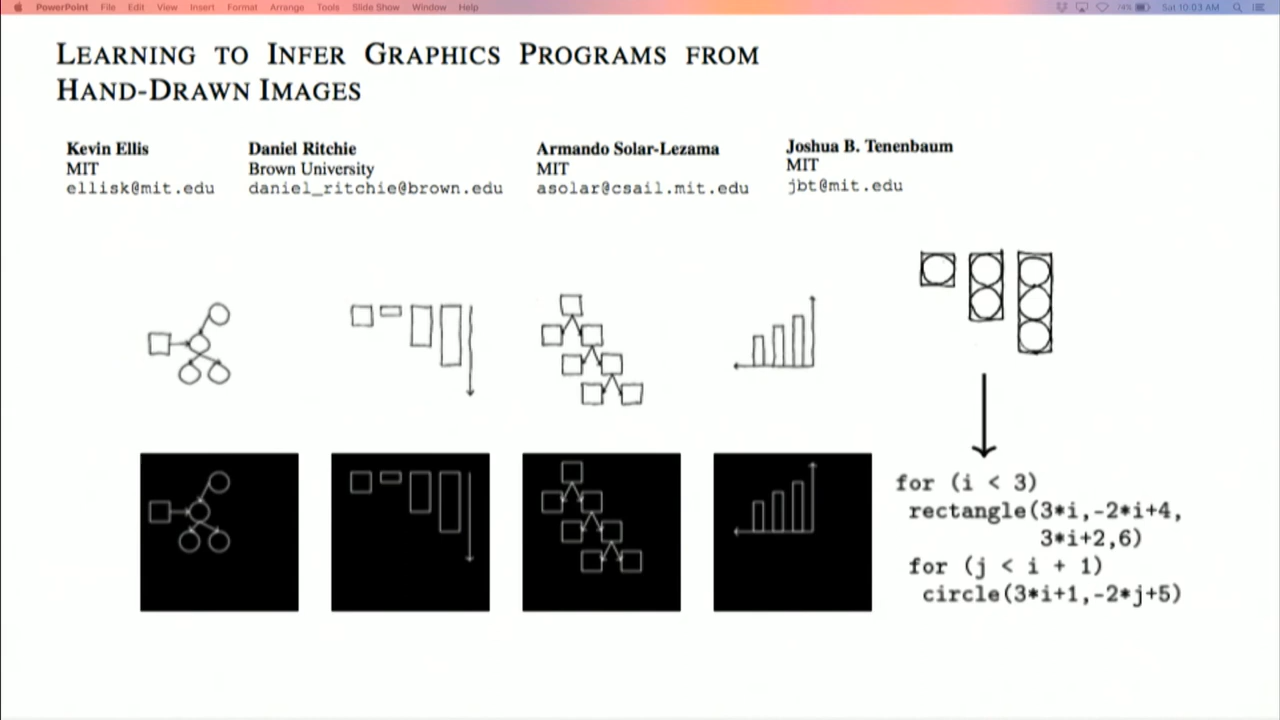 PowerPoint File Edit View Insert Format Arrange Tools Slide Show Window Help
74% Sat 10:03 AM
LEARNING TO INFER GRAPHICS PROGRAMS FROM
HAND-DRAWN IMAGES
Kevin Ellis
MIT
ellisk@mit.edu
Daniel Ritchie
Brown University
daniel_ritchie@brown.edu
Armando Solar-Lezama
MIT
asolar@csail.mit.edu
Joshua B. Tenenbaum
MIT
jbt@mit.edu
for (i < 3)
rectangle(3*i,-2*i+4,
3*i+2,6)
for (j < i + 1)
circle(3*i+1,-2*j+5)